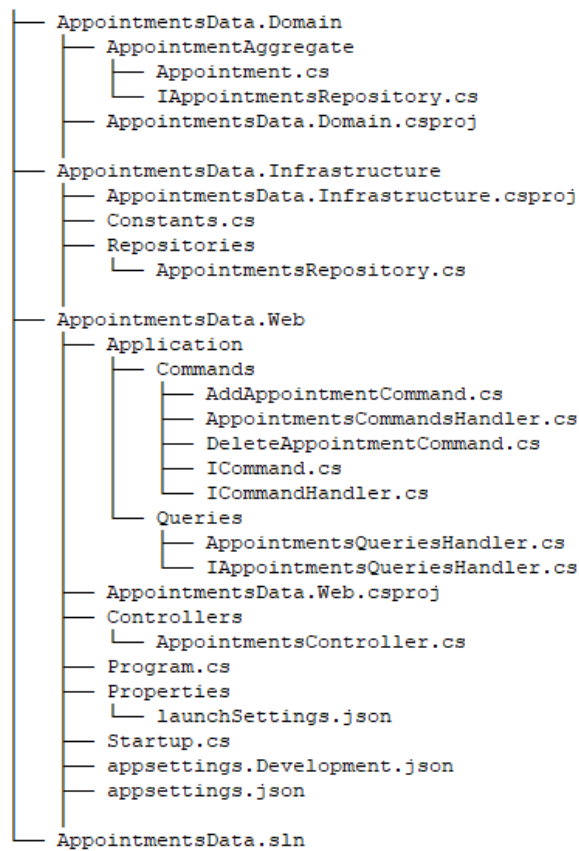 AppointmentsData.Domain
AppointmentAggregate
Appointment.cs
IAppointmentsRepository.cs
AppointmentsData.Domain.csproj
AppointmentsData.Infrastructure
AppointmentsData.Infrastructure.csproj
Constants.cs
Repositories
AppointmentsRepository.cs
AppointmentsData.Web
Application
Commands
AddAppointmentCommand.cs
AppointmentsCommandsHandler.cs
DeleteAppointmentCommand.cs
ICommand.cs
ICommandHandler.cs
Queries
AppointmentsQueriesHandler.cs
IAppointmentsQueriesHandler.cs
AppointmentsData.Web.csproj
Controllers
AppointmentsController.cs
Program.cs
Properties
launchSettings.json
Startup.cs
appsettings.Development.json
appsettings.json
AppointmentsData.sln